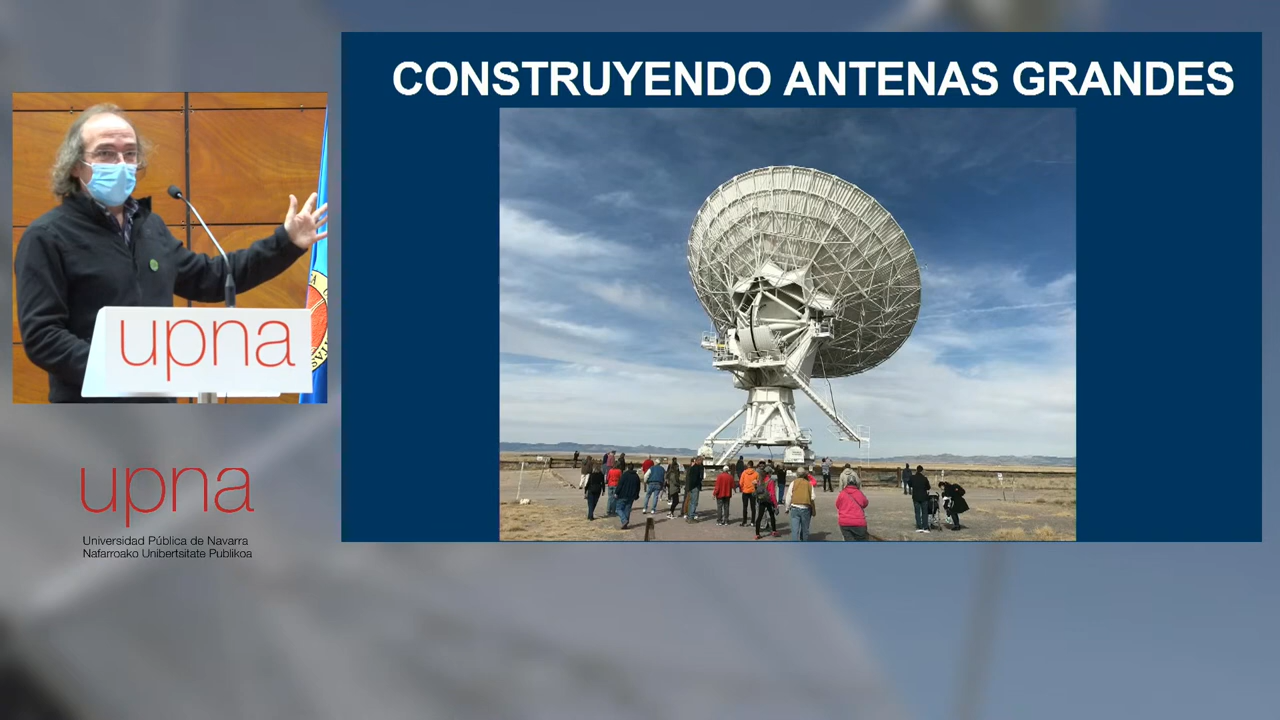 CONSTRUYENDO ANTENAS GRANDES
upna
upna
Universidad Pública de Navarra
Nafarroako Unibertsitate Publikoa